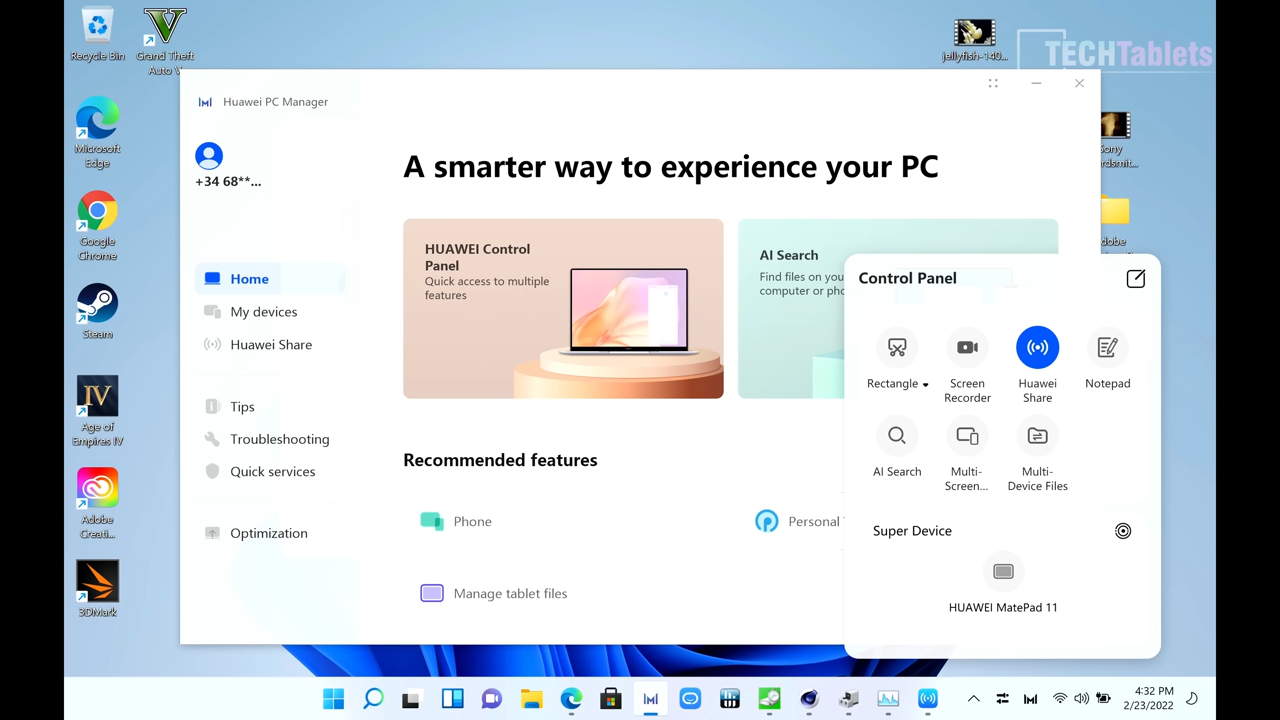 Recycle Bin
Grand Theft
Auto V
jellyfish-140...
TECHTablets
Huawei PC Manager
+34 68**...
A smarter way to experience your PC
Microsoft
Edge
Google
Chrome
Steam
Age of
Empires IV
Adobe
Creati...
3DMark
Sony
HUAWEI Control
Panel
Quick access to multiple
features
AI Search
Find files on you
computer or pho
Home
My devices
Huawei Share
Tips
Troubleshooting
Quick services
Optimization
Recommended features
Phone
Personal
Manage tablet files
Control Panel
Rectangle
Screen
Recorder
Huawei
Share
Notepad
AI Search
Multi-
Screen...
Multi-
Device Files
Super Device
HUAWEI MatePad 11
4:32 PM
2/23/2022